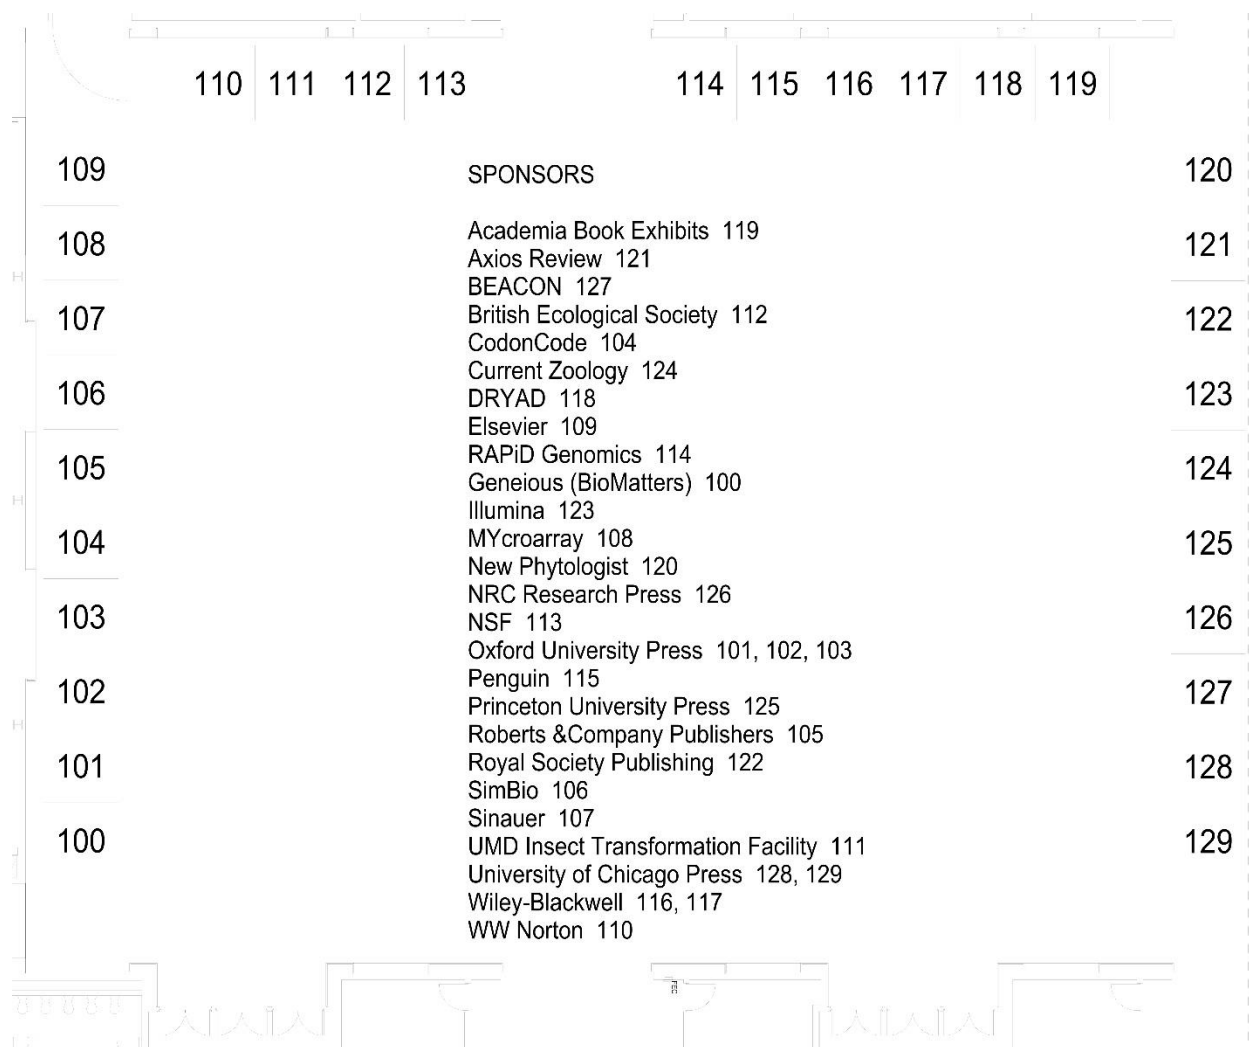 110 111 112 113 114 115 116 117 118 119
109 120
SPONSORS
108 121
Academia Book Exhibits 119
Axios Review 121
BEACON 127
107 122
British Ecological Society 112
CodonCode 104
Current Zoology 124
106 123
DRYAD 118
Elsevier 109
RAPiD Genomics 114
105 124
Geneious (BioMatters) 100
Illumina 123
MYcroarray 108
104 125
New Phytologist 120
NRC Research Press 126
103 126
NSF 113
Oxford University Press 101, 102, 103
Penguin 115
102 127
Princeton University Press 125
Roberts &Company Publishers 105
Royal Society Publishing 122
101 128
SimBio 106
Sinauer 107
100 129
UMD Insect Transformation Facility 111
University of Chicago Press 128, 129
Wiley-Blackwell 116, 117
WW Norton 110
FEC